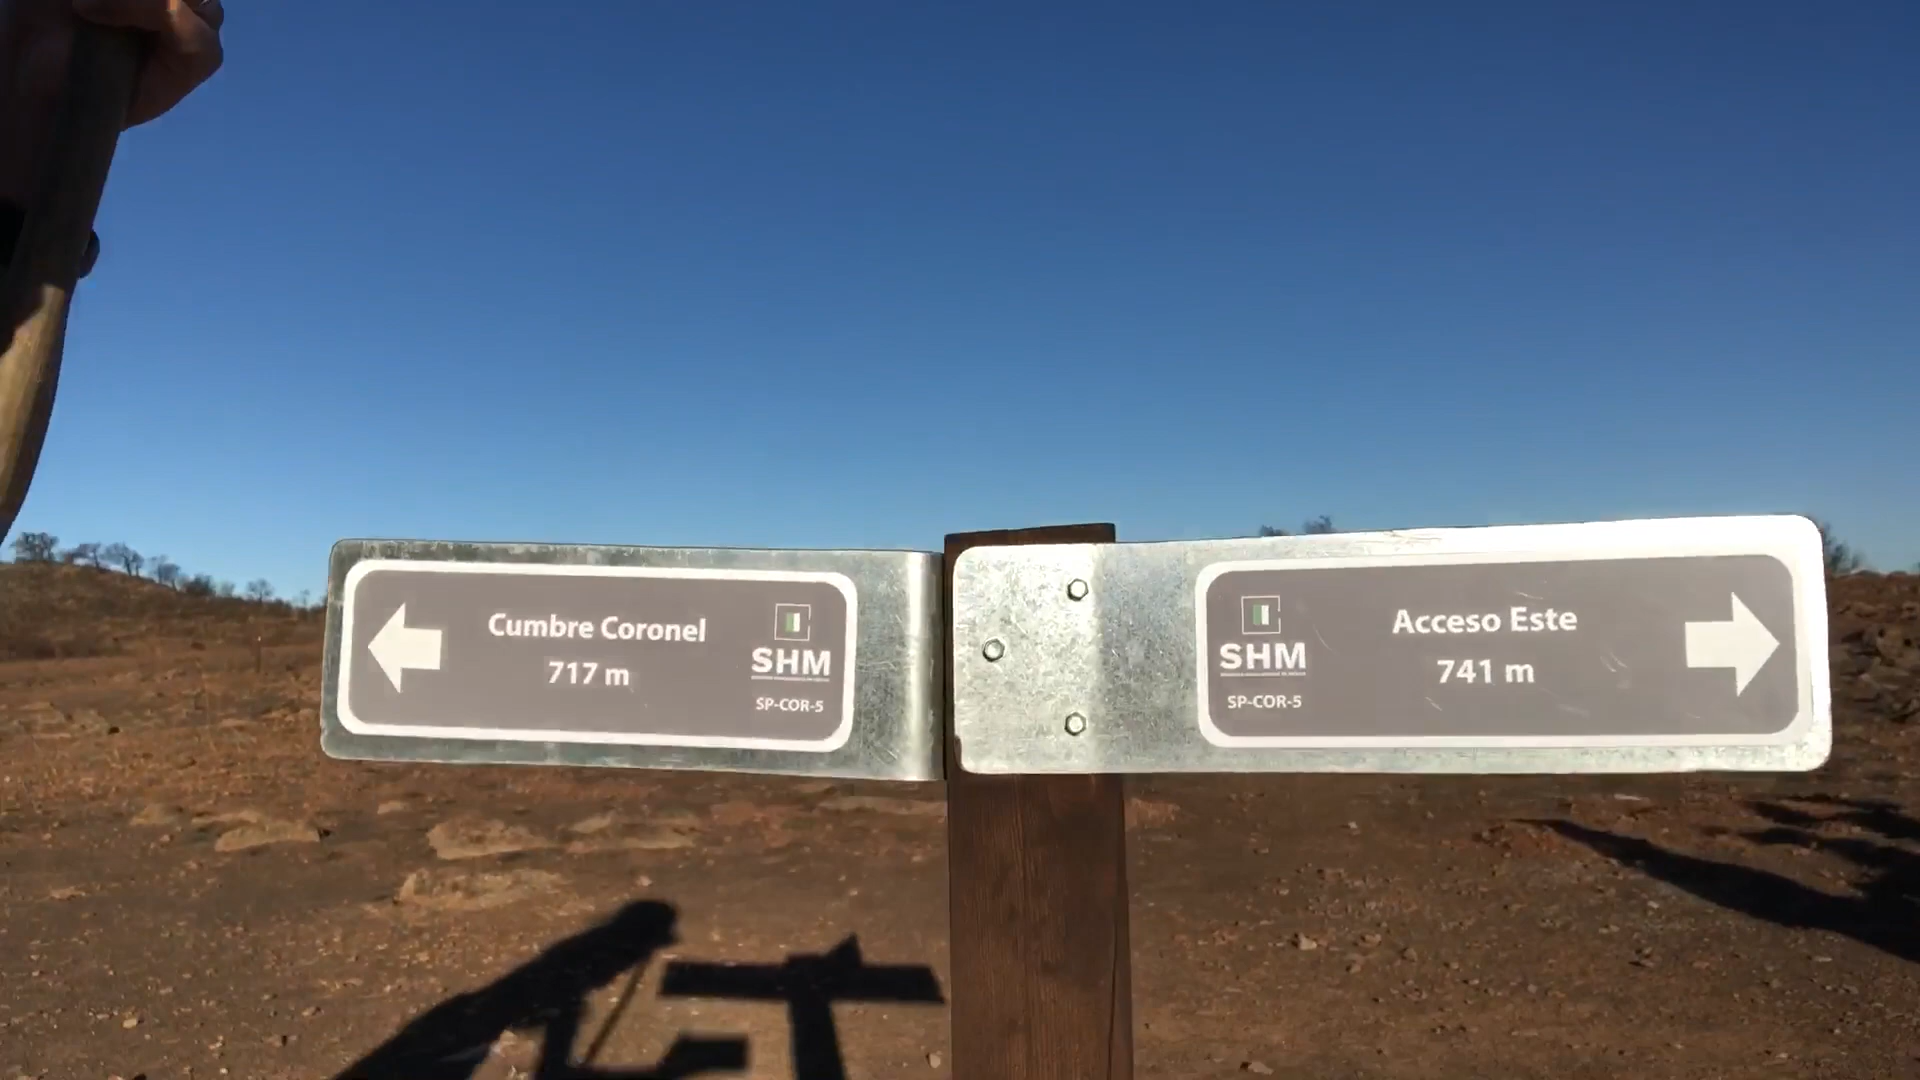 Cumbre Coronel
717 m
SHM
SP-COR-5
Acceso Este
741 m
SHM
SP-COR-5